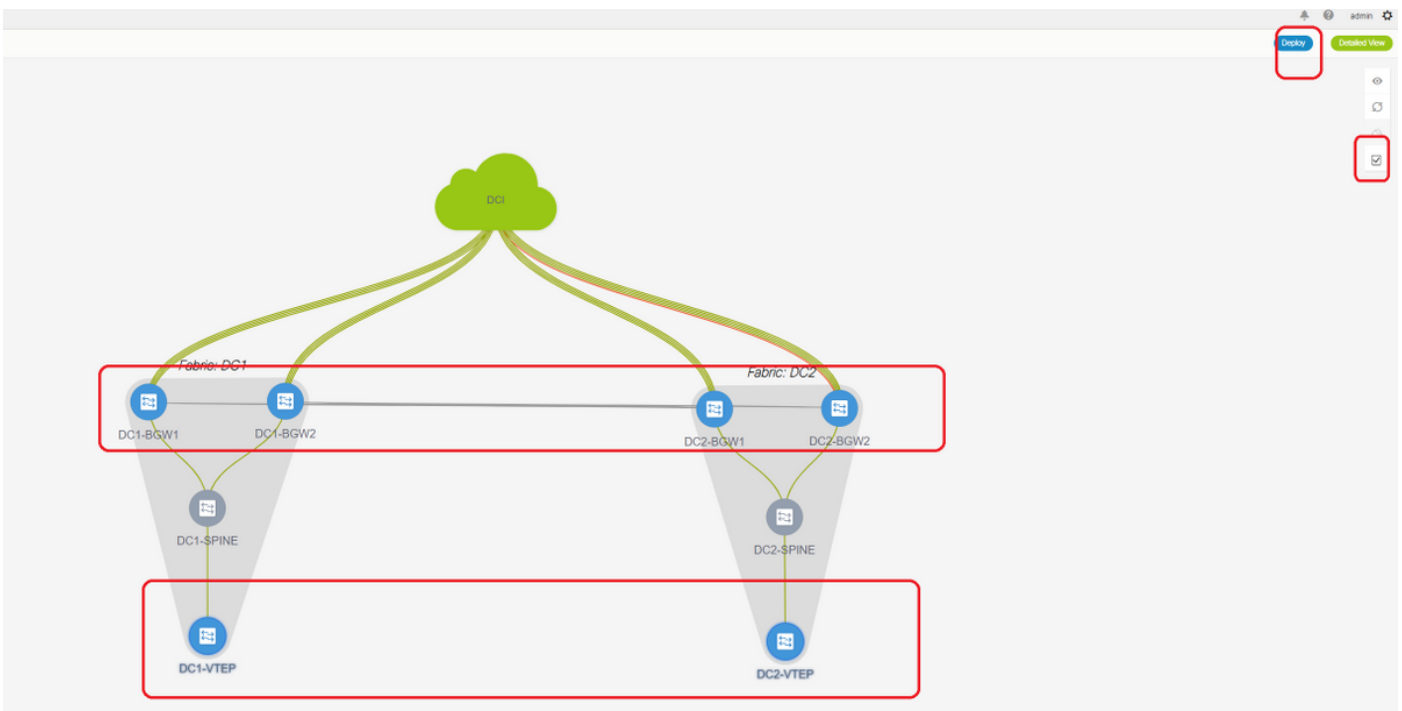 admin
Deploy
Detailed View
DCI
Fabric: DC1
Fabric: DC2
DC1-BGW1
DC1-BGW2
DC2-BGW1
DC2-BGW2
DC1-SPINE
DC2-SPINE
DC1-VTEP
DC2-VTEP